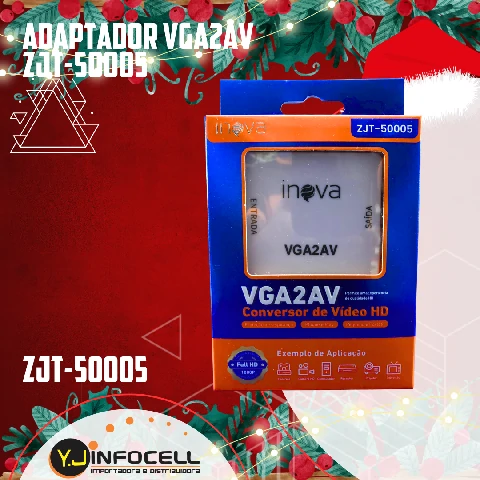 ADAPTADOR VGA2AV
ZJT-50005
inova
ZJT-50005
inova
ENTRADA
SAÍDA
VGA2AV
VGA2AV
Conversor de Vídeo HD
Exemplo de Aplicação
Full HD
1080P
ZJT-50005
Y.J INFOCELL
importadora e distribuidora